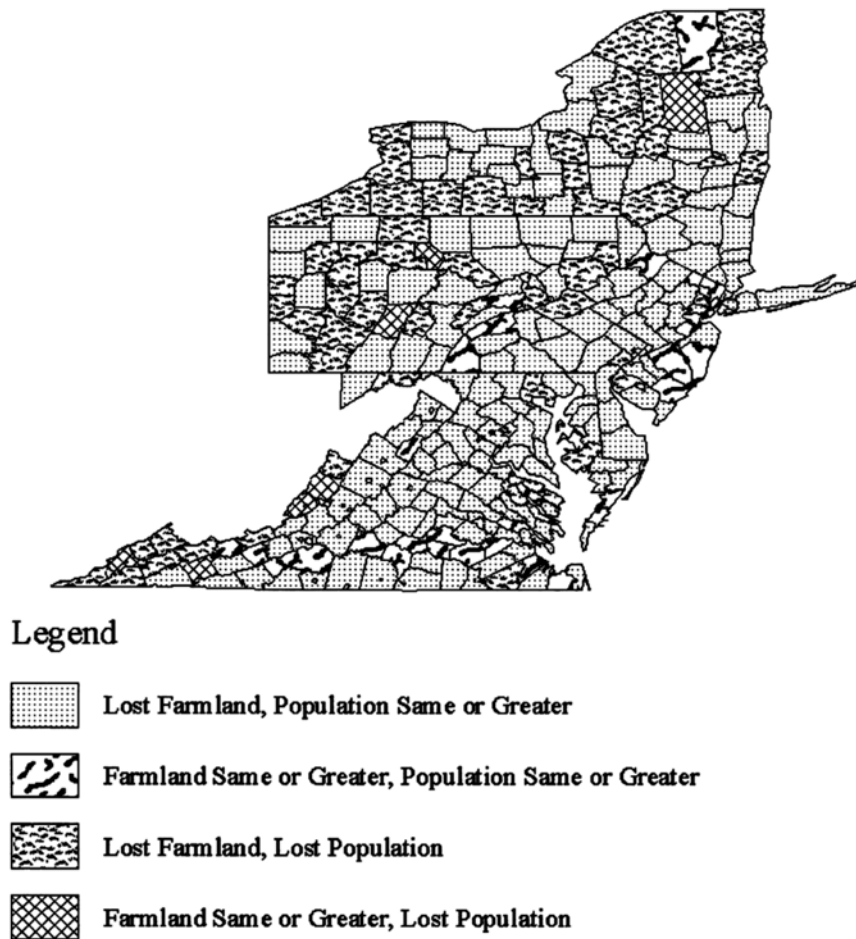 Legend
Lost Farmland, Population Same or Greater
Farmland Same or Greater, Population Same or Greater
Lost Farmland, Lost Population
Farmland Same or Greater, Lost Population